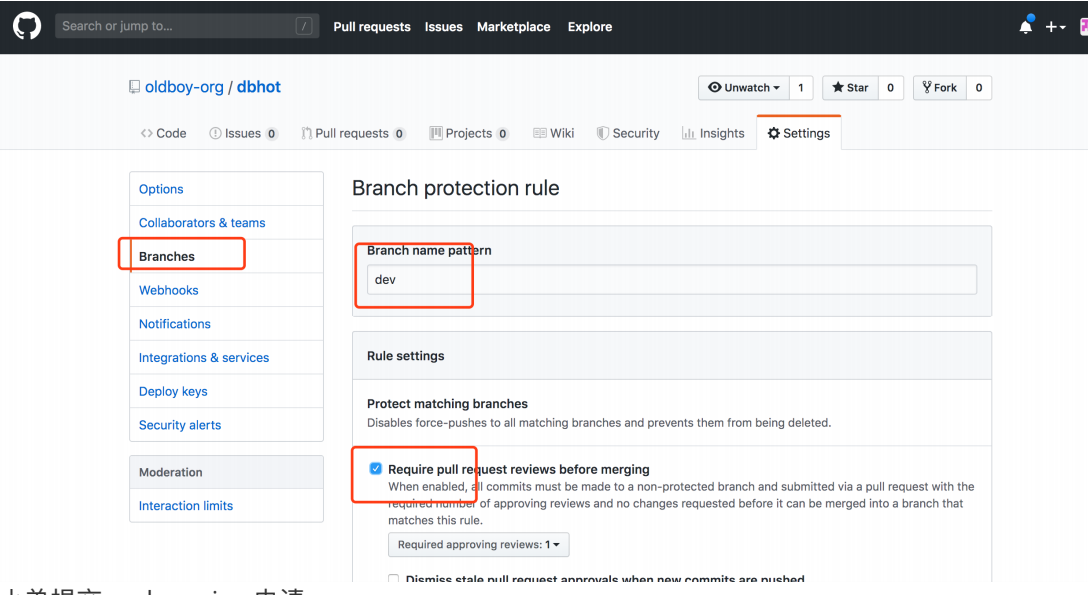 Search or jump to... /
Pull requests Issues Marketplace Explore
oldboy-org / dbhot
Unwatch 1 Star 0 Fork 0
Code Issues 0 Pull requests 0 Projects 0 Wiki Security Insights Settings
Options
Collaborators & teams
Branches
Webhooks
Notifications
Integrations & services
Deploy keys
Security alerts
Moderation
Interaction limits
Branch protection rule
Branch name pattern
dev
Rule settings
Protect matching branches
Disables force-pushes to all matching branches and prevents them from being deleted.
Require pull request reviews before merging
When enabled, all commits must be made to a non-protected branch and submitted via a pull request with the
required number of approving reviews and no changes requested before it can be merged into a branch that
matches this rule.
Required approving reviews: 1
Dismiss stale pull request approvals when new commits are pushed